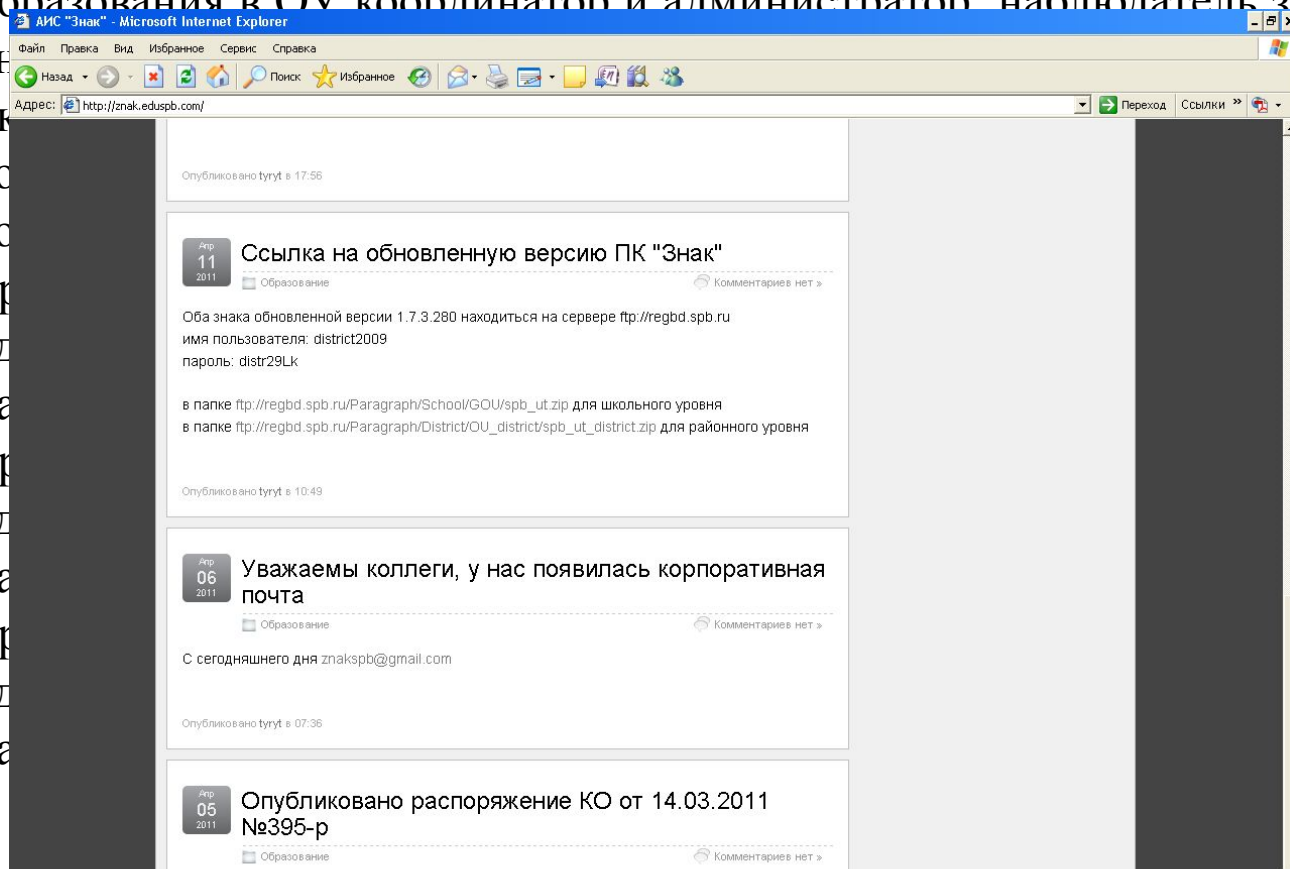 образования в ОУ координатор и администратор, наблюдатель з
АИС "Знак" - Microsoft Internet Explorer
Файл Правка Вид Избранное Сервис Справка
Назад Поиск Избранное
Адрес: http://znak.eduspb.com/ Переход Ссылки »
Опубликовано tyryt в 17:56
Апр
11
2011
Ссылка на обновленную версию ПК "Знак"
Образование Комментариев нет »
Оба знака обновленной версии 1.7.3.280 находиться на сервере ftp://regbd.spb.ru
имя пользователя: district2009
пароль: distr29Lk
в папке ftp://regbd.spb.ru/Paragraph/School/GOU/spb_ut.zip для школьного уровня
в папке ftp://regbd.spb.ru/Paragraph/District/OU_district/spb_ut_district.zip для районного уровня
Опубликовано tyryt в 10:49
Апр
06
2011
Уважаемы коллеги, у нас появилась корпоративная
почта
Образование Комментариев нет »
С сегодняшнего дня znakspb@gmail.com
Опубликовано tyryt в 07:36
Апр
05
2011
Опубликовано распоряжение КО от 14.03.2011
№395-р
Образование Комментариев нет »